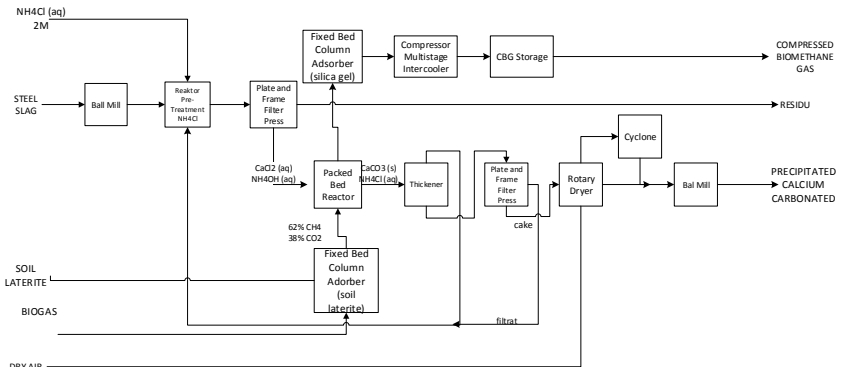 NH4Cl (aq)
2M
Fixed Bed
Column
Adsorber
(silica gel)
Compressor
Multistage
Intercooler
CBG Storage
COMPRESSED
BIOMETHANE
GAS
STEEL
SLAG
Ball Mill
Reaktor
Pre-
Treatment
NH4Cl
Plate and
Frame
Filter
Press
RESIDU
Cyclone
CaCl2 (aq)
NH4OH (aq)
Packed
Bed
Reactor
CaCO3 (s)
NH4Cl (aq)
Thickener
Plate and
Frame
Filter
Press
cake
Rotary
Dryer
Bal Mill
PRECIPITATED
CALCIUM
CARBONATED
62% CH4
38% CO2
Fixed Bed
Column
Adorber
(soil
laterite)
SOIL
LATERITE
BIOGAS
filtrat
DRY AIR